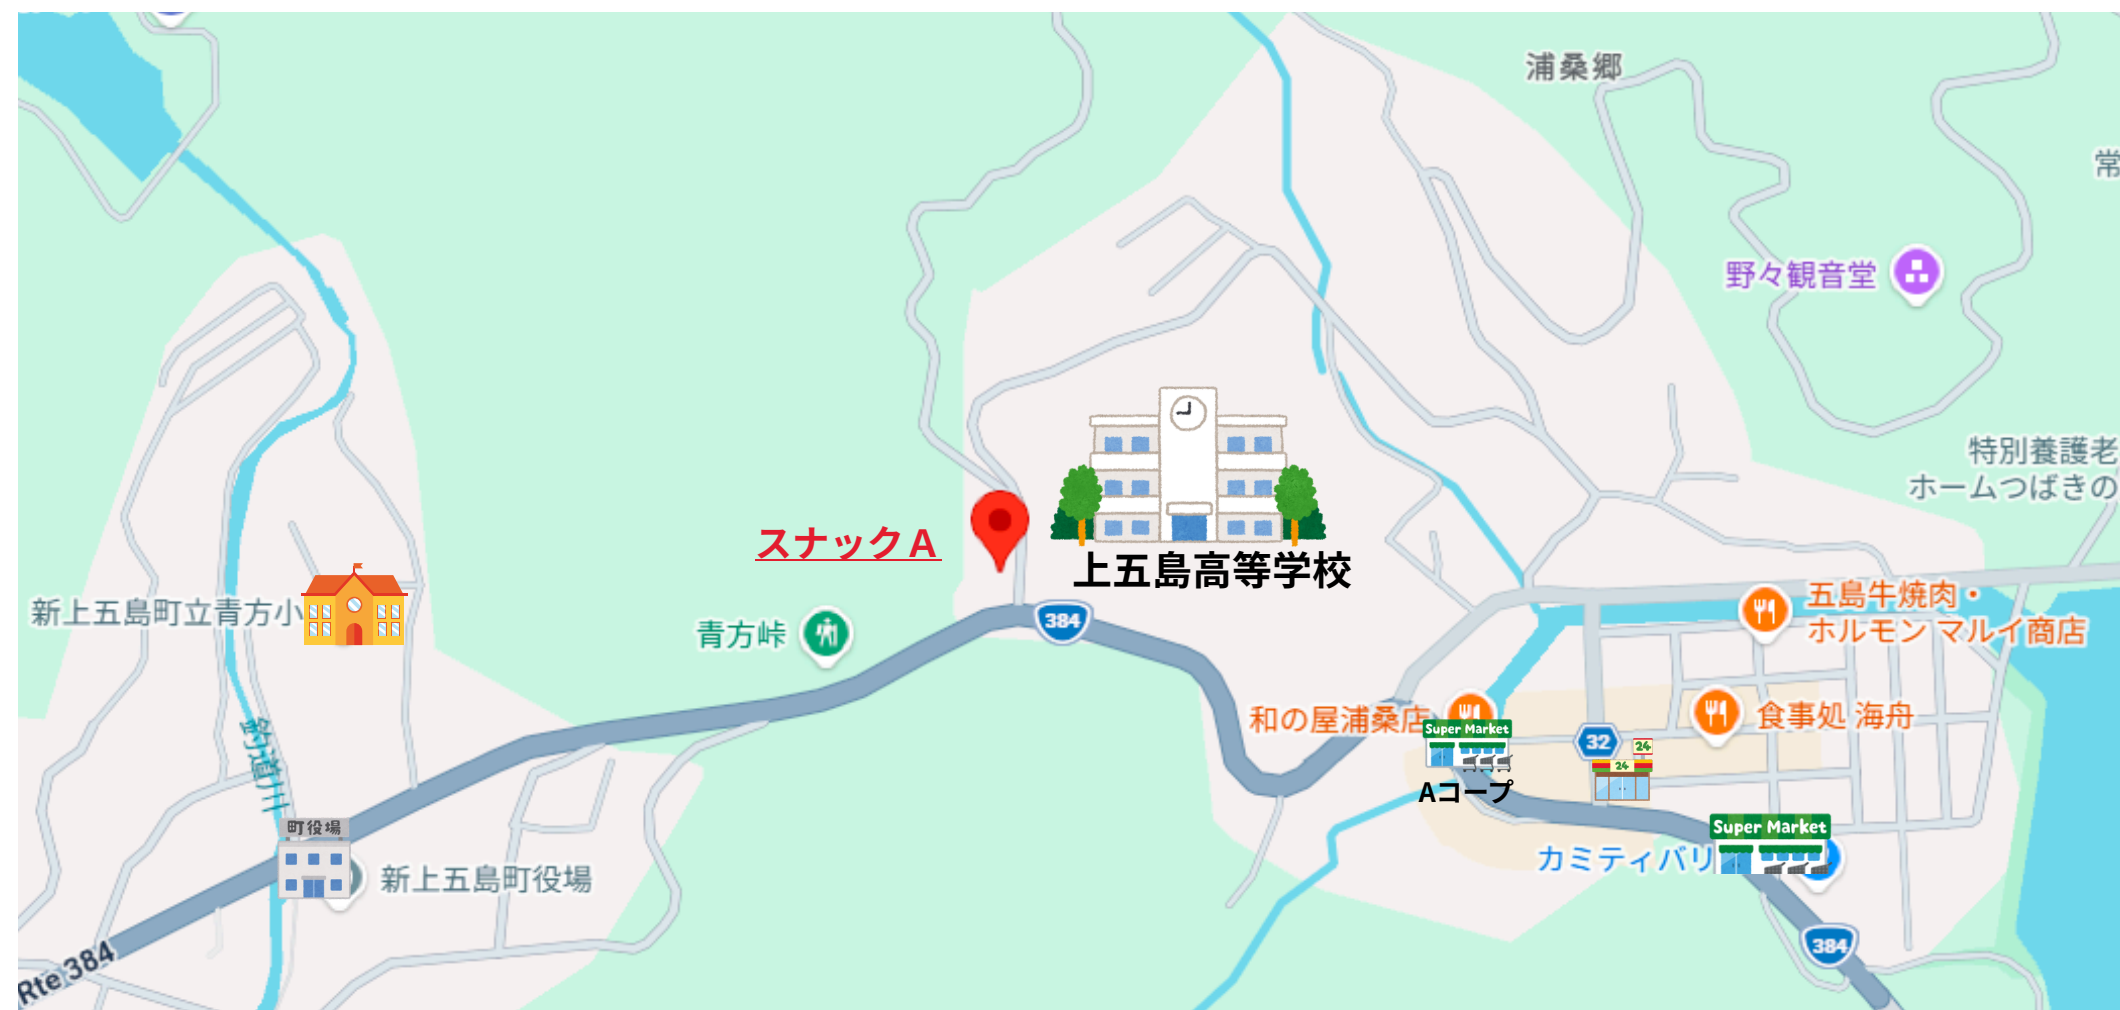 浦桑郷
常
野々観音堂
特別養護老
ホームつばきの
スナックA
上五島高等学校
新上五島町立青方小
青方峠
384
五島牛焼肉・
ホルモン マルイ商店
和の屋浦桑店
Super Market
Aコープ
食事処 海舟
32
24
24
釣道川
町役場
新上五島町役場
Super Market
カミティバリ
384
Rte 384